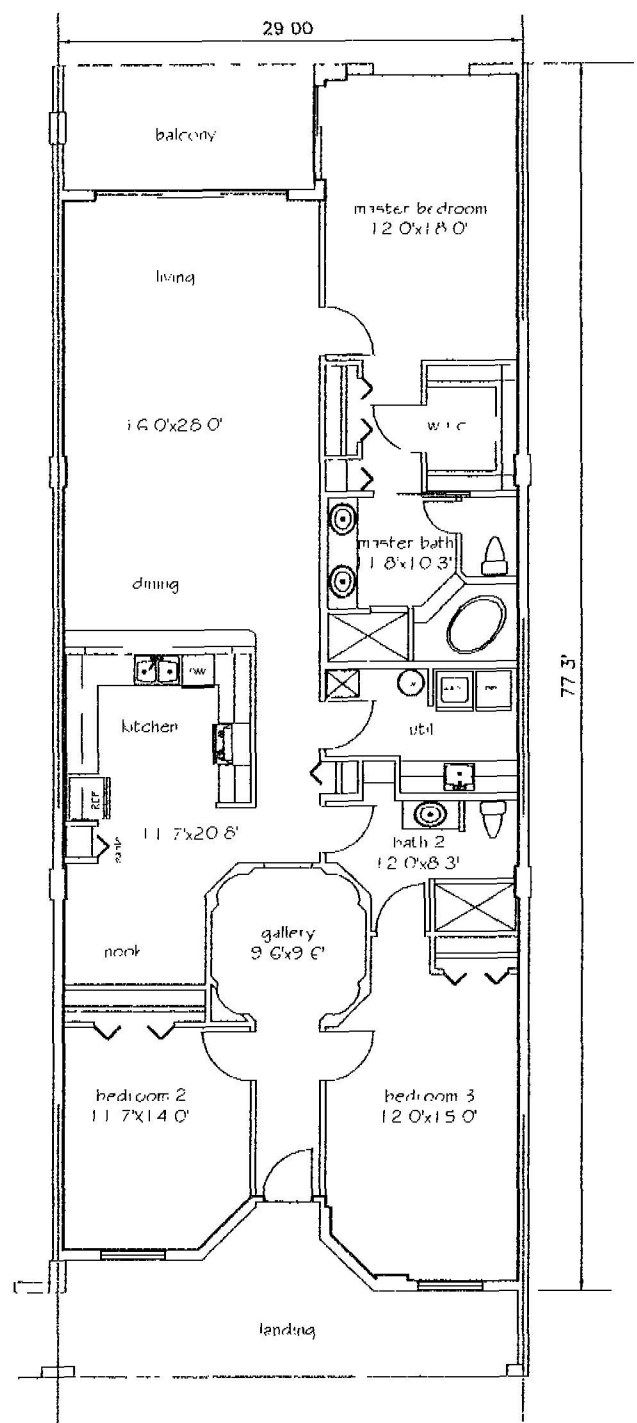 29 00
balcony
master bedroom
12 0'x18 0'
living
16 0'x28 0'
W I C
master bath
11 8'x10 3'
dining
77 3'
DW
kitchen
util
REF
11 7'x20 8'
bath 2
12 0'x8 3'
gallery
9 6'x9 6'
nook
bedroom 2
11 7'x14 0'
bedroom 3
12 0'x15 0'
landing